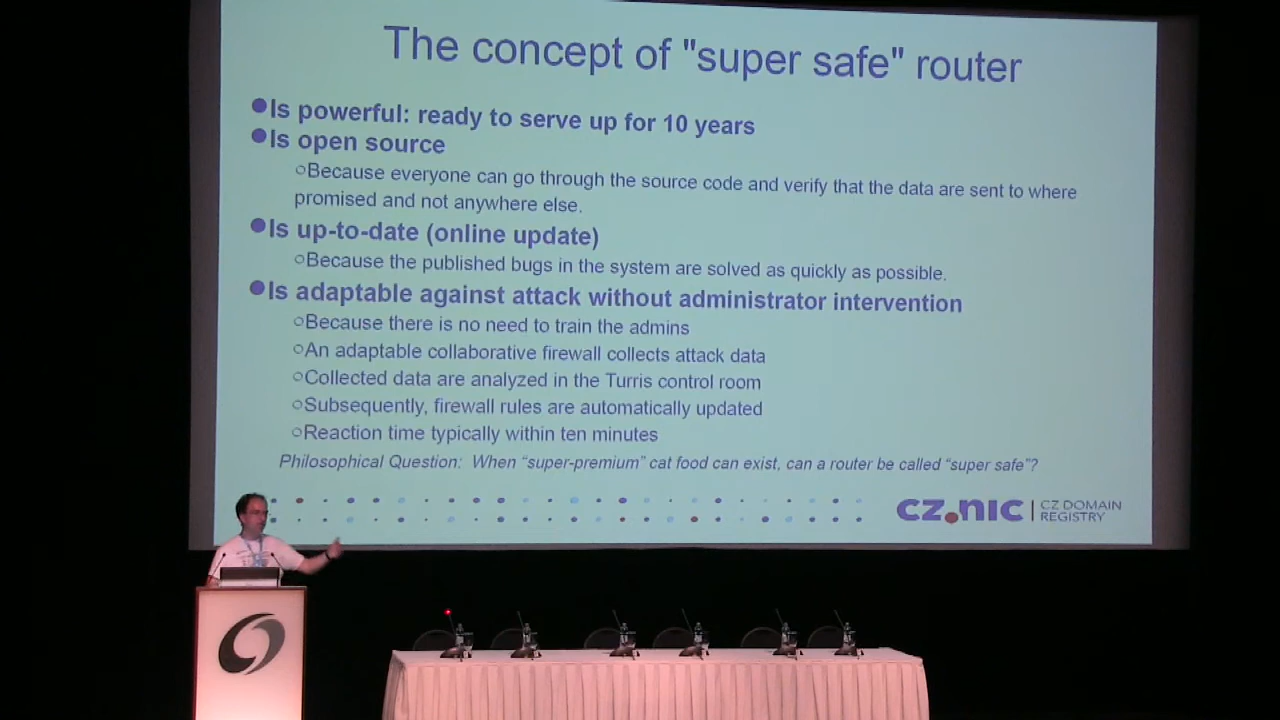 The concept of "super safe" router
Is powerful: ready to serve up for 10 years
Is open source
Because everyone can go through the source code and verify that the data are sent to where
promised and not anywhere else.
Is up-to-date (online update)
Because the published bugs in the system are solved as quickly as possible.
Is adaptable against attack without administrator intervention
Because there is no need to train the admins
An adaptable collaborative firewall collects attack data
Collected data are analyzed in the Turris control room
Subsequently, firewall rules are automatically updated
Reaction time typically within ten minutes
Philosophical Question: When “super-premium” cat food can exist, can a router be called “super safe”?
CZ.NIC | CZ DOMAIN
REGISTRY